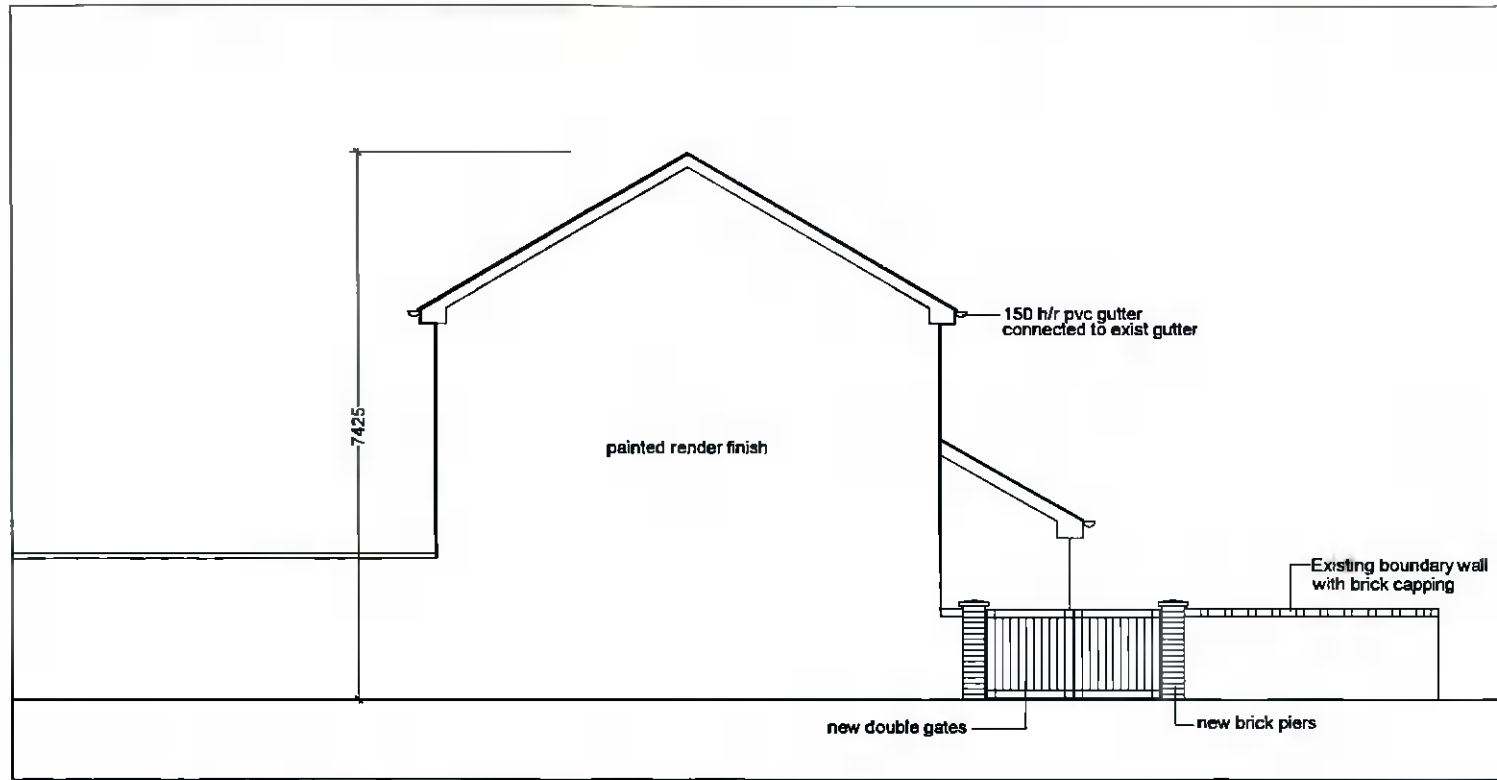 150 h/r pvc gutter
connected to exist gutter
7425
painted render finish
Existing boundary wall
with brick capping
new double gates
new brick piers